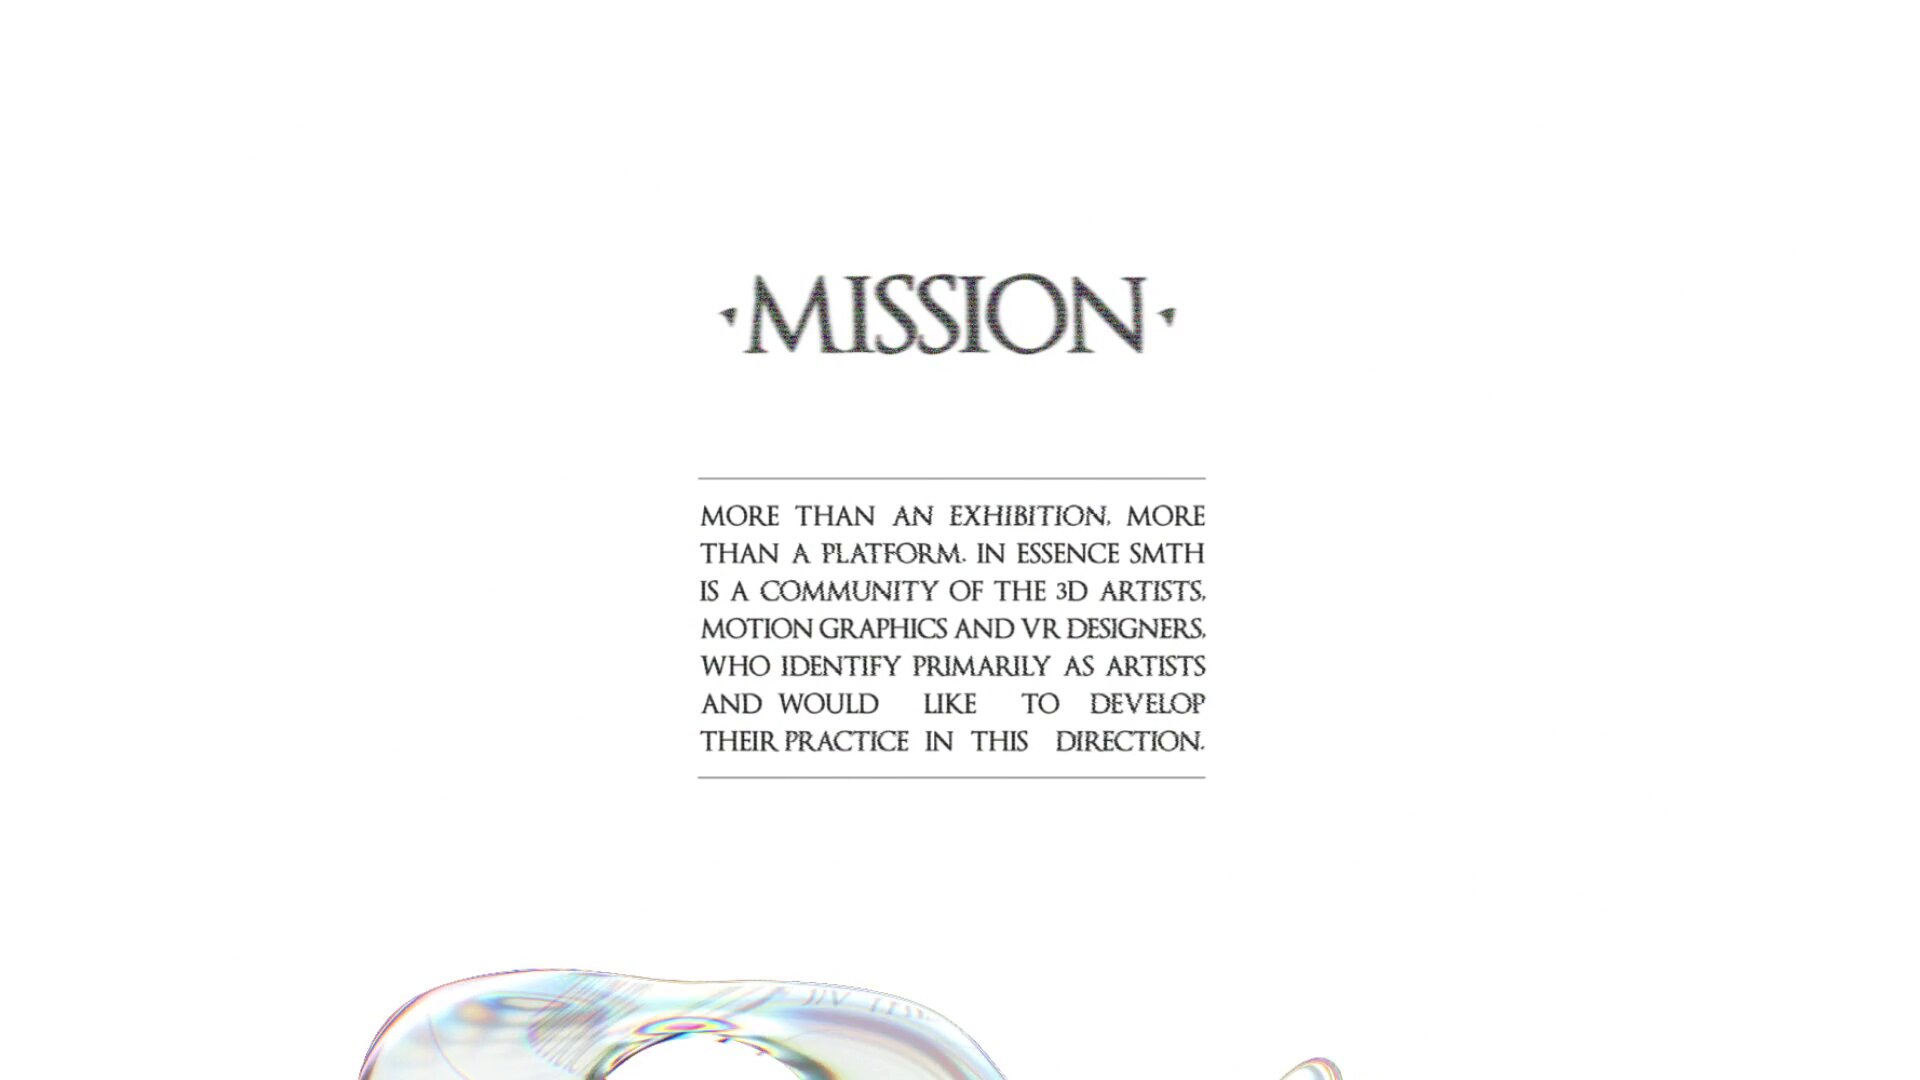 ·MISSION·
MORE THAN AN EXHIBITION, MORE
THAN A PLATFORM. IN ESSENCE SMTH
IS A COMMUNITY OF THE 3D ARTISTS,
MOTION GRAPHICS AND VR DESIGNERS,
WHO IDENTIFY PRIMARILY AS ARTISTS
AND WOULD LIKE TO DEVELOP
THEIR PRACTICE IN THIS DIRECTION.